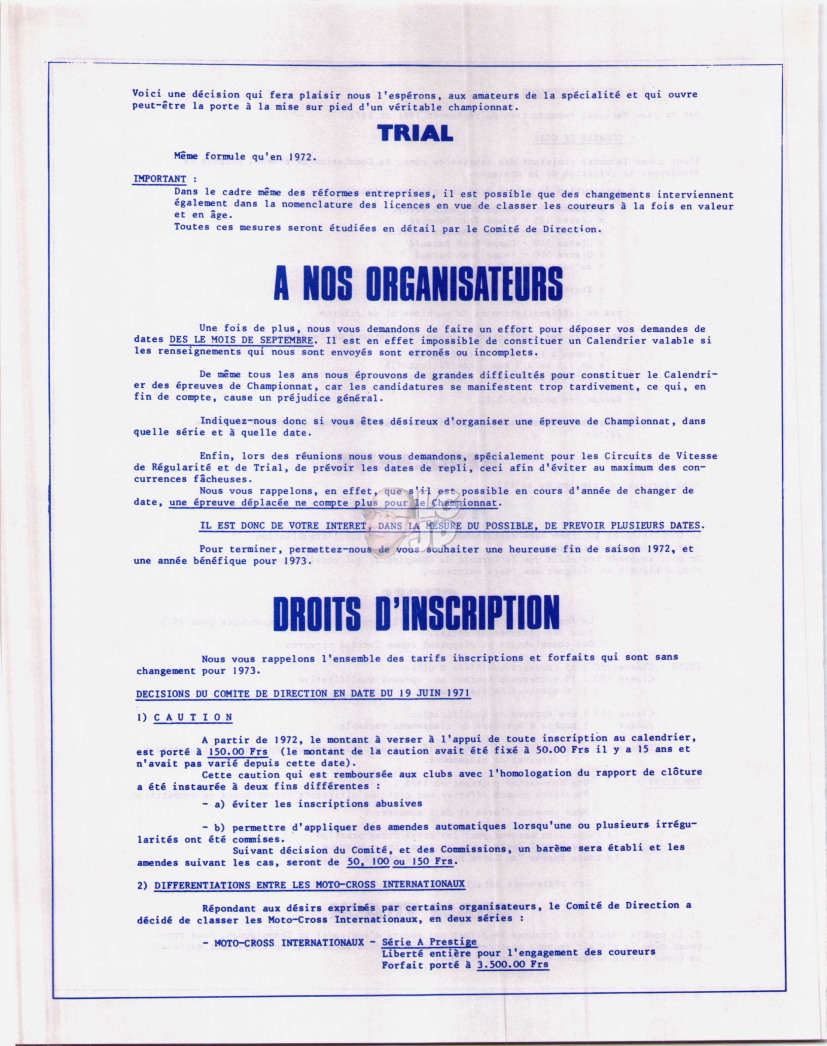 Voici une décision qui fera plaisir nous l'espérons, aux amateurs de la spécialité et qui ouvre
peut-être la porte à la mise sur pied d'un véritable championnat.
TRIAL
Même formule qu'en 1972.
IMPORTANT :
Dans le cadre même des réformes entreprises, il est possible que des changements interviennent
également dans la nomenclature des licences en vue de classer les coureurs à la fois en valeur
et en âge.
Toutes ces mesures seront étudiées en détail par le Comité de Direction.
A NOS ORGANISATEURS
Une fois de plus, nous vous demandons de faire un effort pour déposer vos demandes de
dates DES LE MOIS DE SEPTEMBRE. Il est en effet impossible de constituer un Calendrier valable si
les renseignements qui nous sont envoyés sont erronés ou incomplets.
De même tous les ans nous éprouvons de grandes difficultés pour constituer le Calendri-
er des épreuves de Championnat, car les candidatures se manifestent trop tardivement, ce qui, en
fin de compte, cause un préjudice général.
Indiquez-nous donc si vous êtes désireux d'organiser une épreuve de Championnat, dans
quelle série et à quelle date.
Enfin, lors des réunions nous vous demandons, spécialement pour les Circuits de Vitesse
de Régularité et de Trial, de prévoir les dates de repli, ceci afin d'éviter au maximum des con-
currences fâcheuses.
Nous vous rappelons, en effet, que s'il est possible en cours d'année de changer de
date, une épreuve déplacée ne compte plus pour le Championnat.
IL EST DONC DE VOTRE INTERET, DANS LA MESURE DU POSSIBLE, DE PREVOIR PLUSIEURS DATES.
Pour terminer, permettez-nous de vous souhaiter une heureuse fin de saison 1972, et
une année bénéfique pour 1973.
DROITS D'INSCRIPTION
Nous vous rappelons l'ensemble des tarifs inscriptions et forfaits qui sont sans
changement pour 1973.
DECISIONS DU COMITE DE DIRECTION EN DATE DU 19 JUIN 1971
1) C A U T I O N
A partir de 1972, le montant à verser à l'appui de toute inscription au calendrier,
est porté à 150.00 Frs (le montant de la caution avait été fixé à 50.00 Frs il y a 15 ans et
n'avait pas varié depuis cette date).
Cette caution qui est remboursée aux clubs avec l'homologation du rapport de clôture
a été instaurée à deux fins différentes :
- a) éviter les inscriptions abusives
- b) permettre d'appliquer des amendes automatiques lorsqu'une ou plusieurs irrégu-
larités ont été commises.
Suivant décision du Comité, et des Commissions, un barème sera établi et les
amendes suivant les cas, seront de 50, 100 ou 150 Frs.
2) DIFFERENTIATIONS ENTRE LES MOTO-CROSS INTERNATIONAUX
Répondant aux désirs exprimés par certains organisateurs, le Comité de Direction a
décidé de classer les Moto-Cross Internationaux, en deux séries :
- MOTO-CROSS INTERNATIONAUX - Série A Prestige
Liberté entière pour l'engagement des coureurs
Forfait porté à 3.500.00 Frs